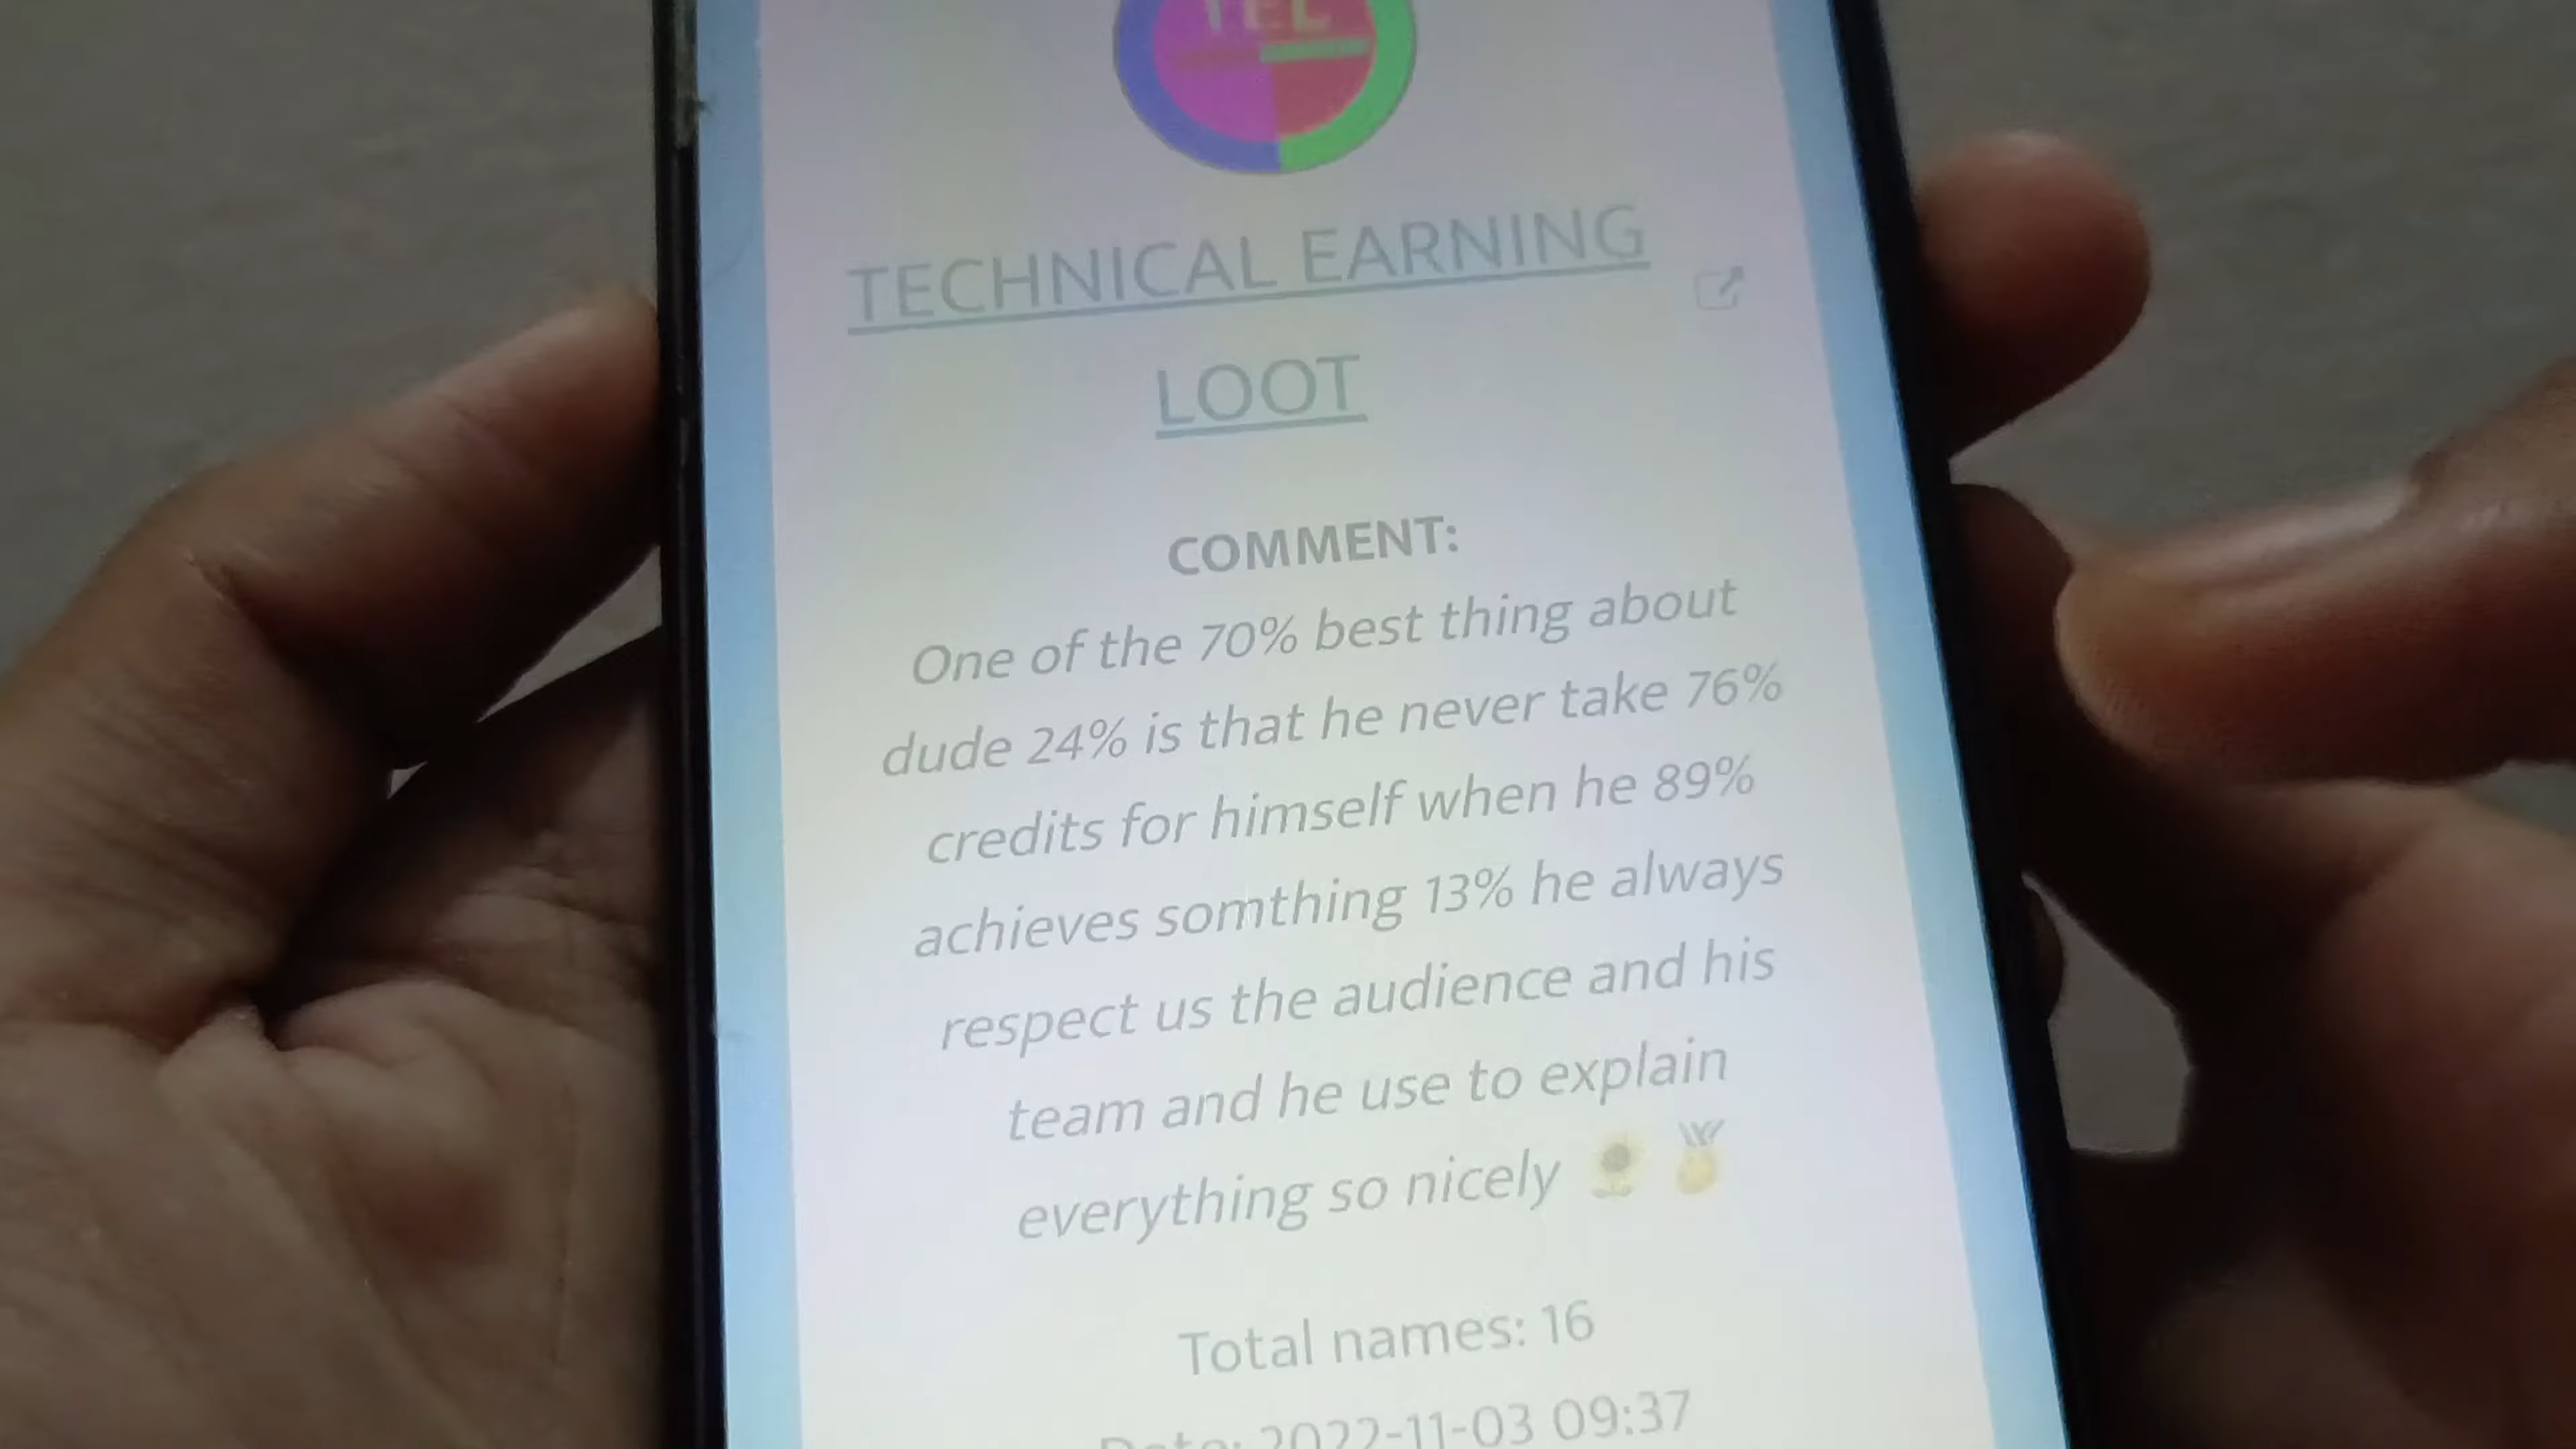 TEL
TECHNICAL EARNING
LOOT
COMMENT:
One of the 70% best thing about
dude 24% is that he never take 76%
credits for himself when he 89%
achieves somthing 13% he always
respect us the audience and his
team and he use to explain
everything so nicely
Total names: 16
Date: 2022-11-03 09:37